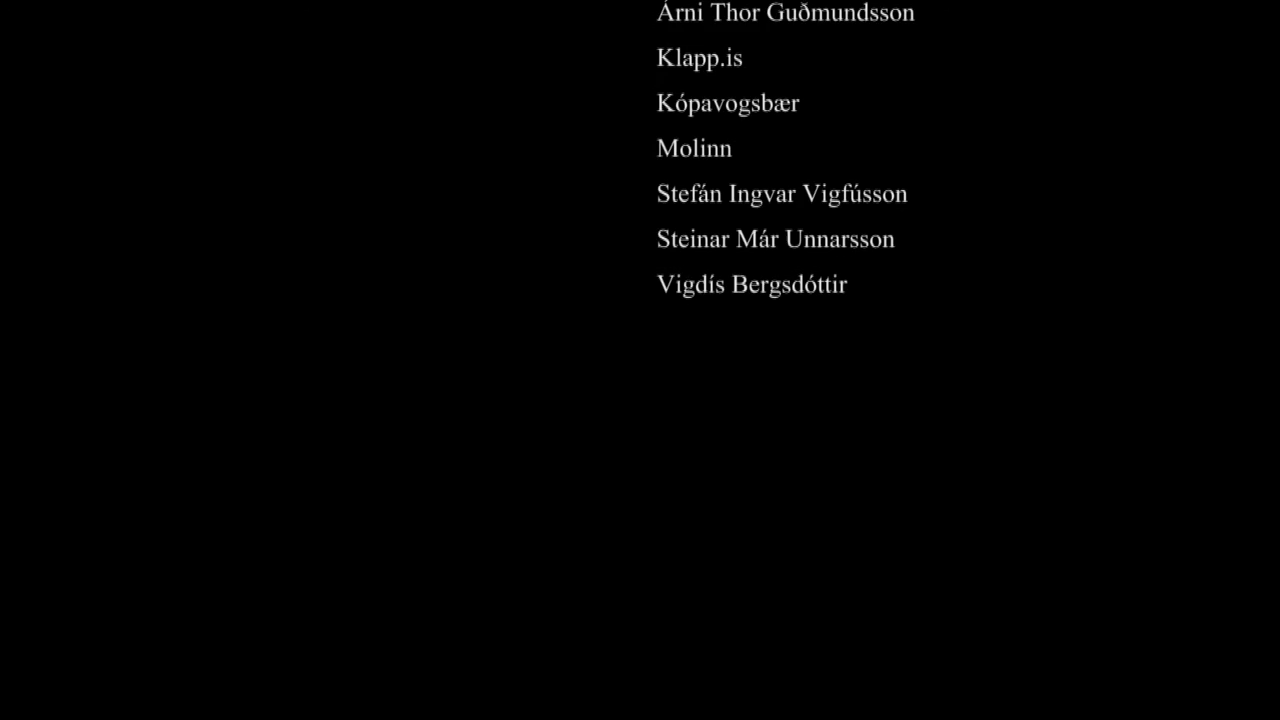 Árni Thor Guðmundsson
Klapp.is
Kópavogsbær
Molinn
Stefán Ingvar Vigfússon
Steinar Már Unnarsson
Vigdís Bergsdóttir